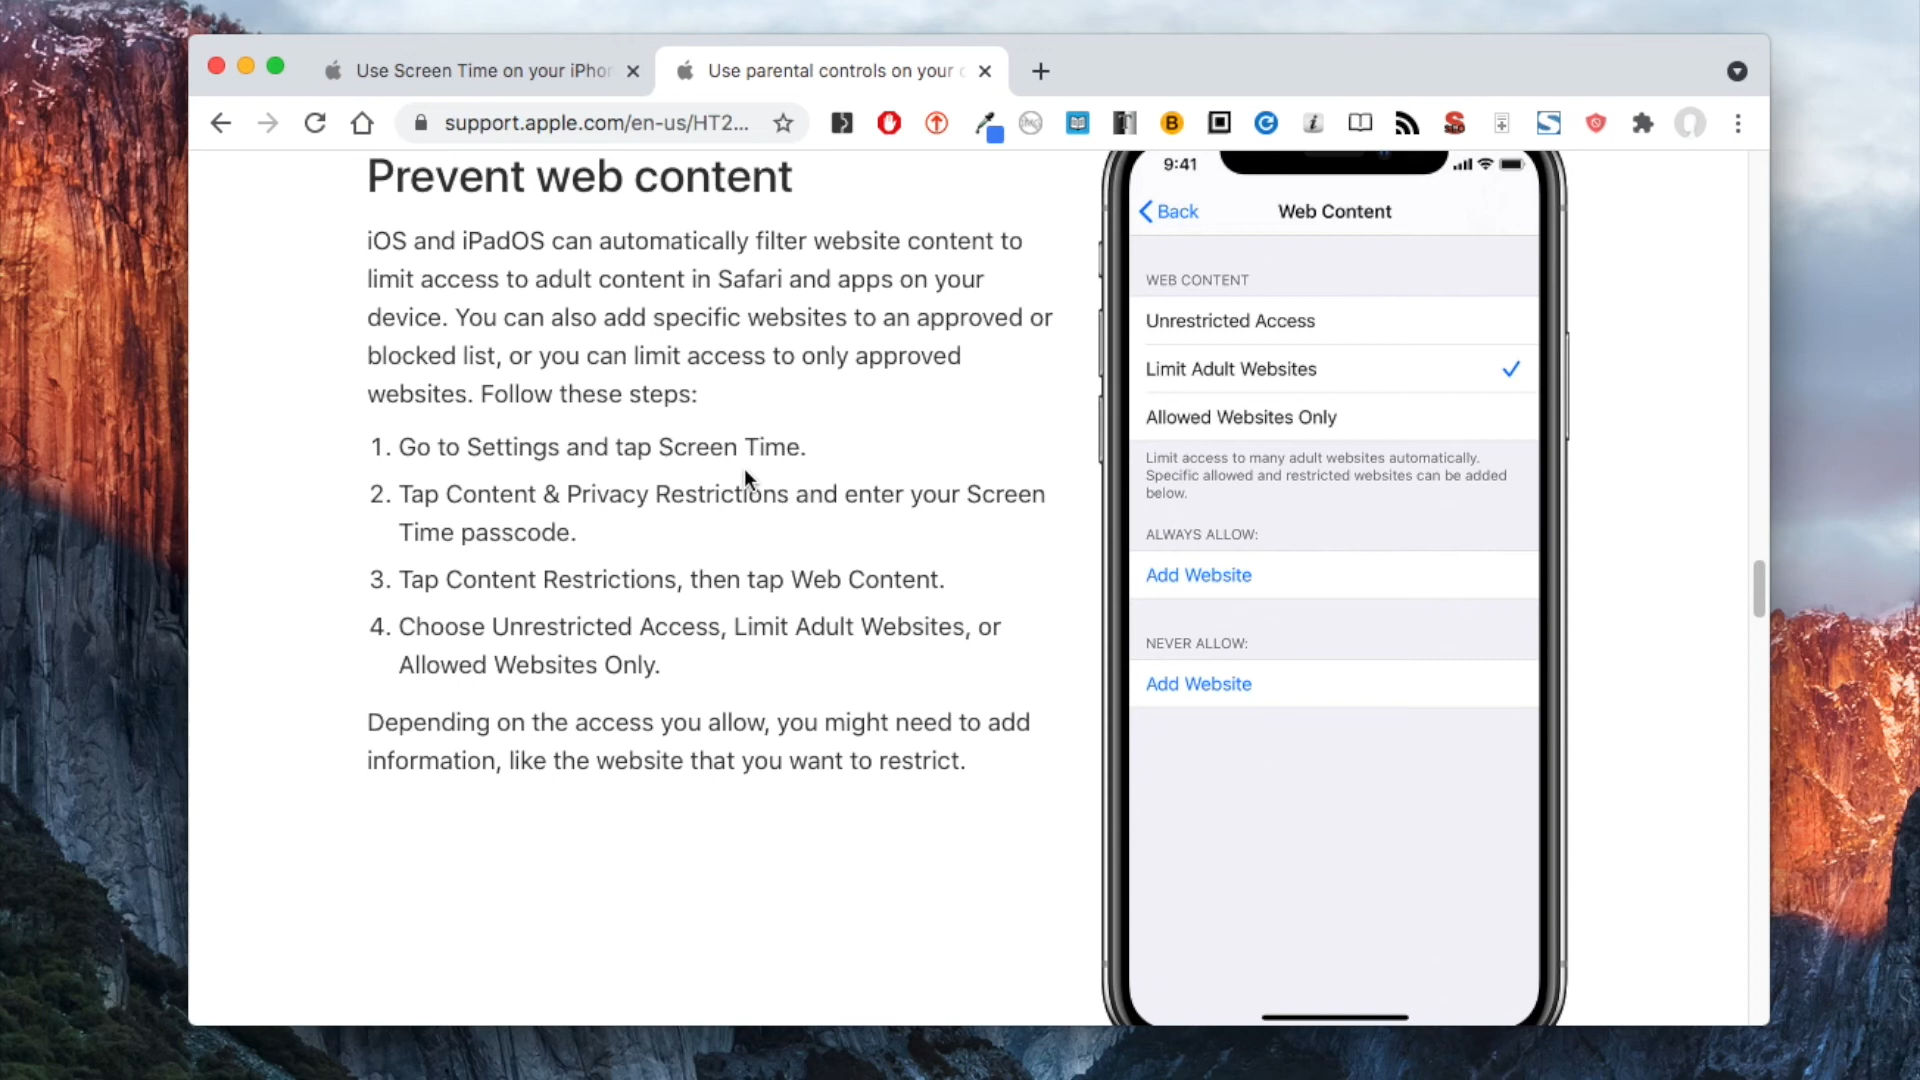 Use Screen Time on your iPhor
Use parental controls on your
support.apple.com/en-us/HT2...
Prevent web content
iOS and iPadOS can automatically filter website content to
limit access to adult content in Safari and apps on your
device. You can also add specific websites to an approved or
blocked list, or you can limit access to only approved
websites. Follow these steps:
1. Go to Settings and tap Screen Time.
2. Tap Content & Privacy Restrictions and enter your Screen
Time passcode.
3. Tap Content Restrictions, then tap Web Content.
4. Choose Unrestricted Access, Limit Adult Websites, or
Allowed Websites Only.
Depending on the access you allow, you might need to add
information, like the website that you want to restrict.
9:41
Back
Web Content
WEB CONTENT
Unrestricted Access
Limit Adult Websites
Allowed Websites Only
Limit access to many adult websites automatically.
Specific allowed and restricted websites can be added
below.
ALWAYS ALLOW:
Add Website
NEVER ALLOW:
Add Website